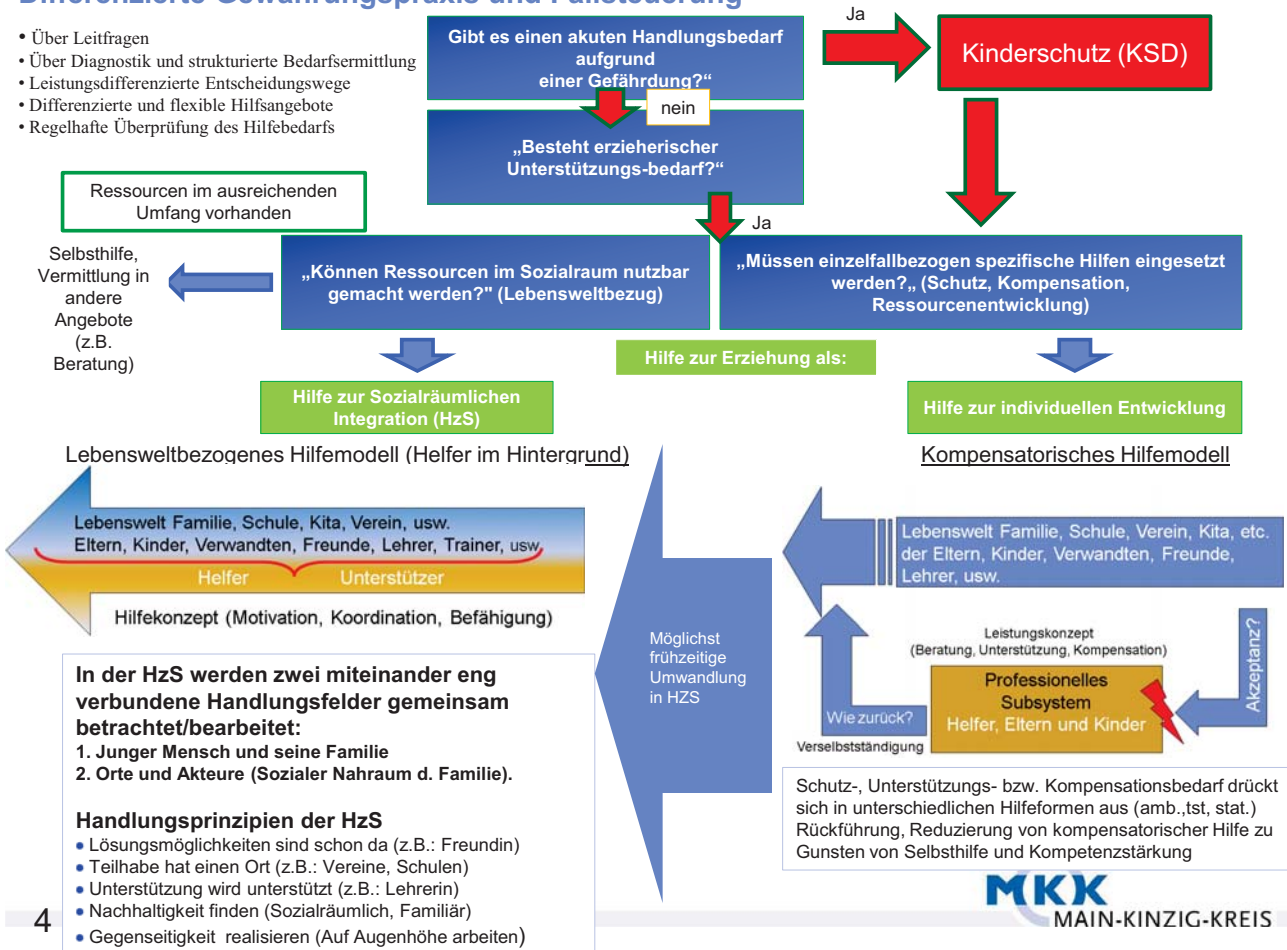 Differenzierte Gewährungspraxis und Fallsteuerung
• Über Leitfragen
• Über Diagnostik und strukturierte Bedarfsermittlung
• Leistungsdifferenzierte Entscheidungswege
• Differenzierte und flexible Hilfsangebote
• Regelhafte Überprüfung des Hilfebedarfs
Gibt es einen akuten Handlungsbedarf
aufgrund
einer Gefährdung?“
Ja
Kinderschutz (KSD)
nein
„Besteht erzieherischer
Unterstützungs-bedarf?“
Ressourcen im ausreichenden
Umfang vorhanden
Ja
Selbsthilfe,
Vermittlung in
andere
Angebote
(z.B.
Beratung)
„Können Ressourcen im Sozialraum nutzbar
gemacht werden?" (Lebensweltbezug)
„Müssen einzelfallbezogen spezifische Hilfen eingesetzt
werden?„ (Schutz, Kompensation,
Ressourcenentwicklung)
Hilfe zur Erziehung als:
Hilfe zur Sozialräumlichen
Integration (HzS)
Hilfe zur individuellen Entwicklung
Lebensweltbezogenes Hilfemodell (Helfer im Hintergrund)
Kompensatorisches Hilfemodell
Lebenswelt Familie, Schule, Kita, Verein, usw.
Eltern, Kinder, Verwandten, Freunde, Lehrer, Trainer, usw,
Helfer Unterstützer
Hilfekonzept (Motivation, Koordination, Befähigung)
Möglichst
frühzeitige
Umwandlung
in HZS
Lebenswelt Familie, Schule, Verein, Kita, etc.
der Eltern, Kinder, Verwandten, Freunde,
Lehrer, usw.
Leistungskonzept
(Beratung, Unterstützung, Kompensation)
Professionelles
Subsystem
Helfer, Eltern und Kinder
Akzeptanz?
Wie zurück?
Verselbstständigung
In der HzS werden zwei miteinander eng
verbundene Handlungsfelder gemeinsam
betrachtet/bearbeitet:
1. Junger Mensch und seine Familie
2. Orte und Akteure (Sozialer Nahraum d. Familie).
Handlungsprinzipien der HzS
• Lösungsmöglichkeiten sind schon da (z.B.: Freundin)
• Teilhabe hat einen Ort (z.B.: Vereine, Schulen)
• Unterstützung wird unterstützt (z.B.: Lehrerin)
• Nachhaltigkeit finden (Sozialräumlich, Familiär)
• Gegenseitigkeit realisieren (Auf Augenhöhe arbeiten)
Schutz-, Unterstützungs- bzw. Kompensationsbedarf drückt
sich in unterschiedlichen Hilfeformen aus (amb.,tst, stat.)
Rückführung, Reduzierung von kompensatorischer Hilfe zu
Gunsten von Selbsthilfe und Kompetenzstärkung
MKK
MAIN-KINZIG-KREIS
4